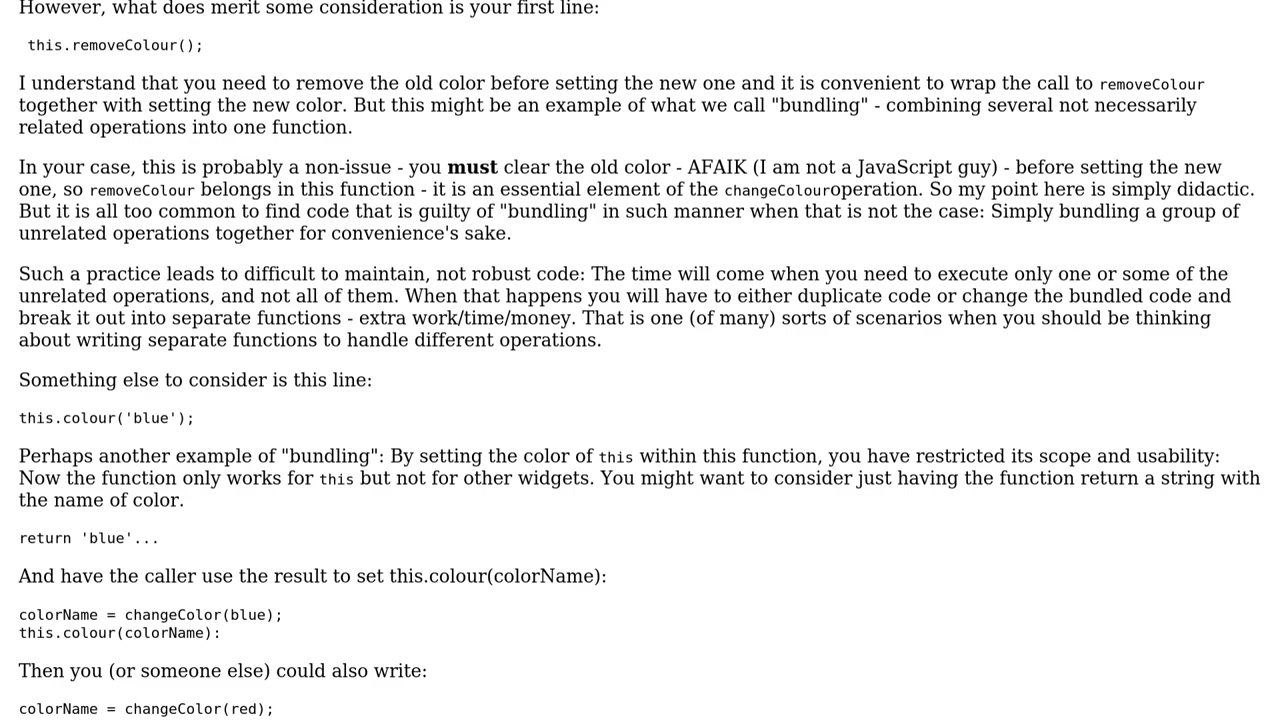 However, what does merit some consideration is your first line:
this.removeColour();
I understand that you need to remove the old color before setting the new one and it is convenient to wrap the call to removeColour
together with setting the new color. But this might be an example of what we call "bundling" - combining several not necessarily
related operations into one function.
In your case, this is probably a non-issue - you must clear the old color - AFAIK (I am not a JavaScript guy) - before setting the new
one, so removeColour belongs in this function - it is an essential element of the changeColouroperation. So my point here is simply didactic.
But it is all too common to find code that is guilty of "bundling" in such manner when that is not the case: Simply bundling a group of
unrelated operations together for convenience's sake.
Such a practice leads to difficult to maintain, not robust code: The time will come when you need to execute only one or some of the
unrelated operations, and not all of them. When that happens you will have to either duplicate code or change the bundled code and
break it out into separate functions - extra work/time/money. That is one (of many) sorts of scenarios when you should be thinking
about writing separate functions to handle different operations.
Something else to consider is this line:
this.colour('blue');
Perhaps another example of "bundling": By setting the color of this within this function, you have restricted its scope and usability:
Now the function only works for this but not for other widgets. You might want to consider just having the function return a string with
the name of color.
return 'blue'...
And have the caller use the result to set this.colour(colorName):
colorName = changeColor(blue);
this.colour(colorName):
Then you (or someone else) could also write:
colorName = changeColor(red);